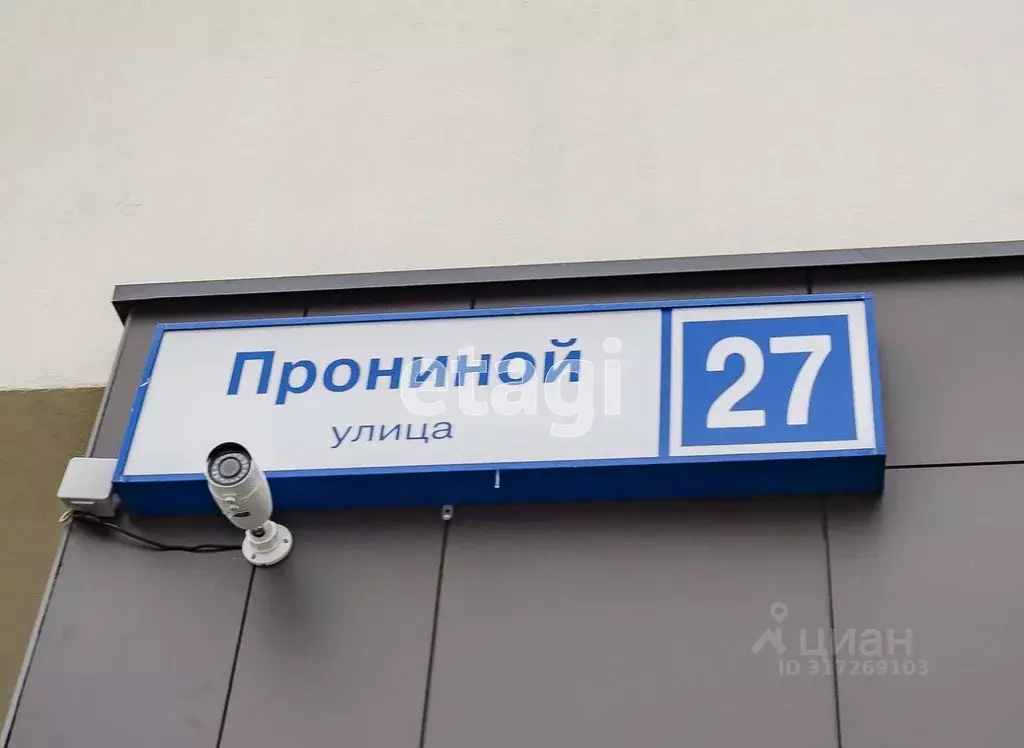 Прониной
улица
27
etagi
циан
ID 317269103